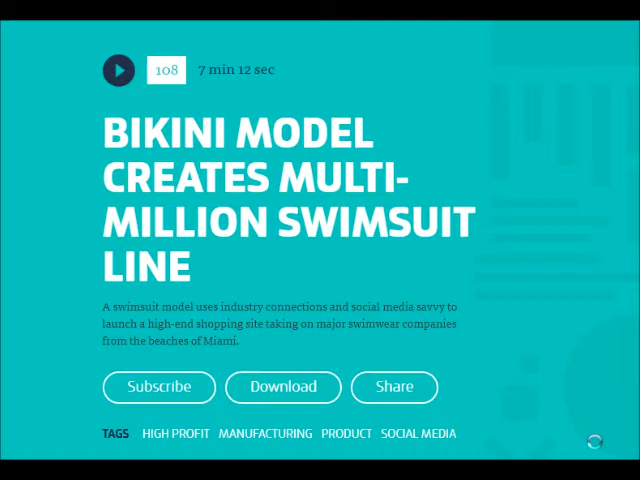 108 7 min 12 sec
BIKINI MODEL
CREATES MULTI-
MILLION SWIMSUIT
LINE
A swimsuit model uses industry connections and social media savvy to
launch a high-end shopping site taking on major swimwear companies
from the beaches of Miami.
Subscribe Download Share
TAGS HIGH PROFIT MANUFACTURING PRODUCT SOCIAL MEDIA